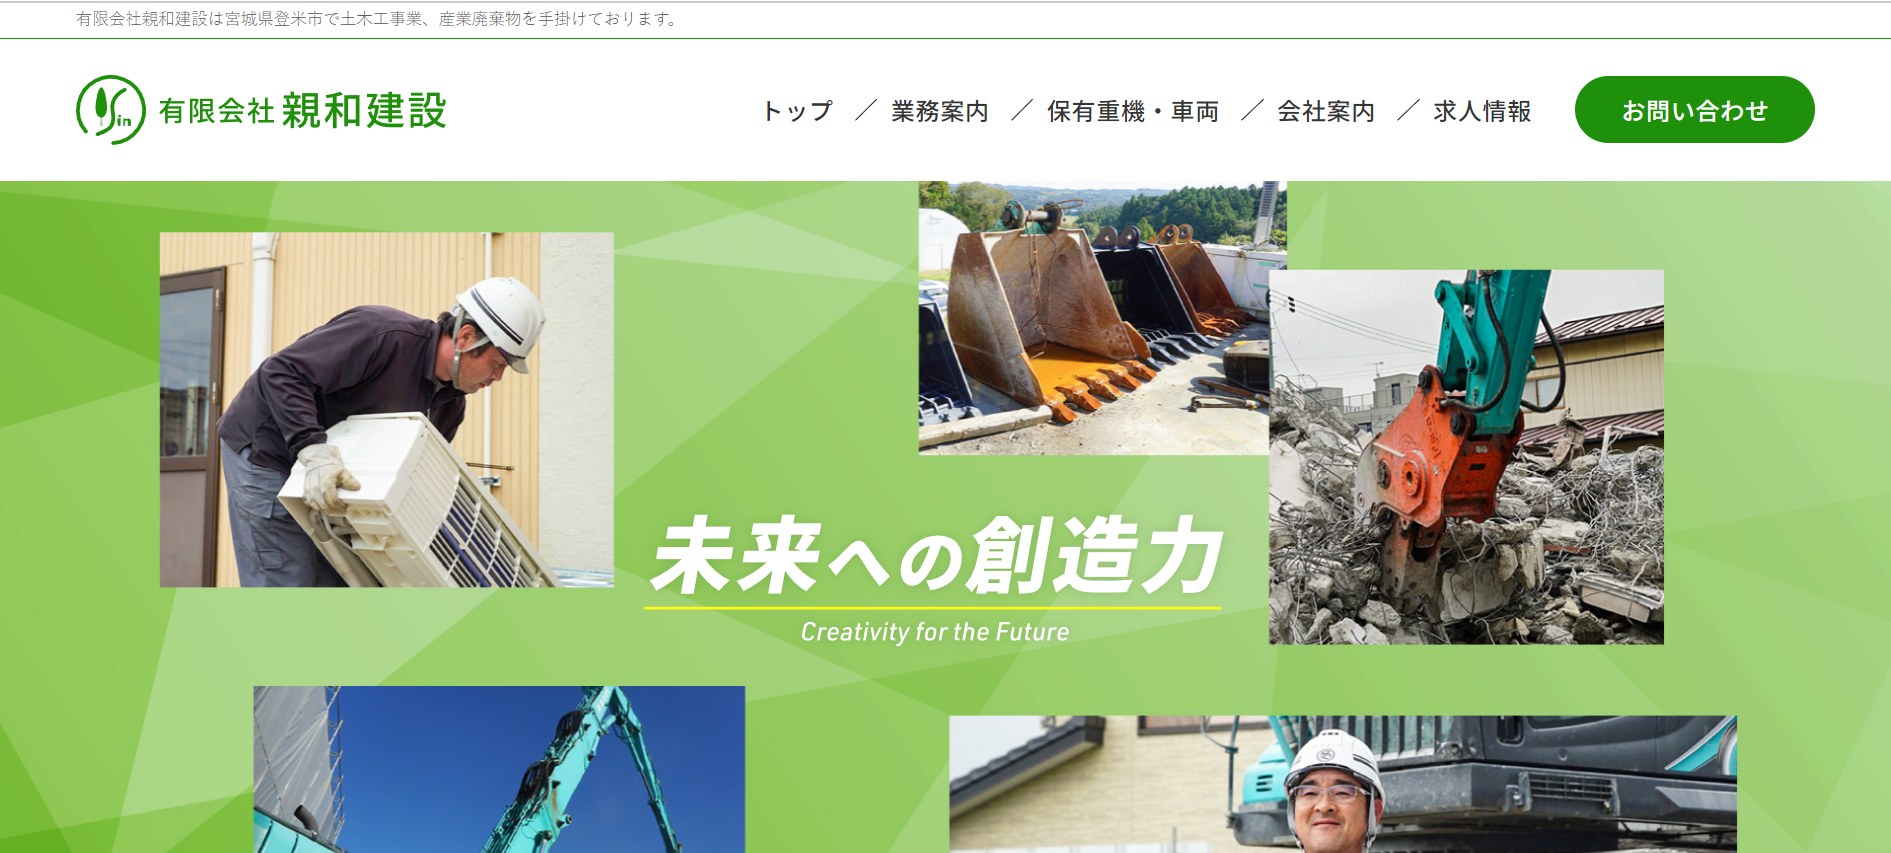 有限会社親和建設は宮城県登米市で土木工事業、産業廃棄物を手掛けております。
Sin 有限会社 親和建設
トップ ／ 業務案内 ／ 保有重機・車両 ／ 会社案内 ／ 求人情報 お問い合わせ
未来への創造力
Creativity for the Future